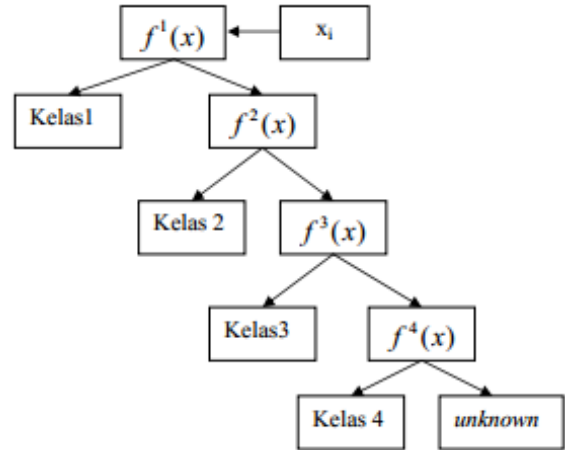 f¹(x)
xᵢ
Kelas1
f²(x)
Kelas 2
f³(x)
Kelas3
f⁴(x)
Kelas 4
unknown